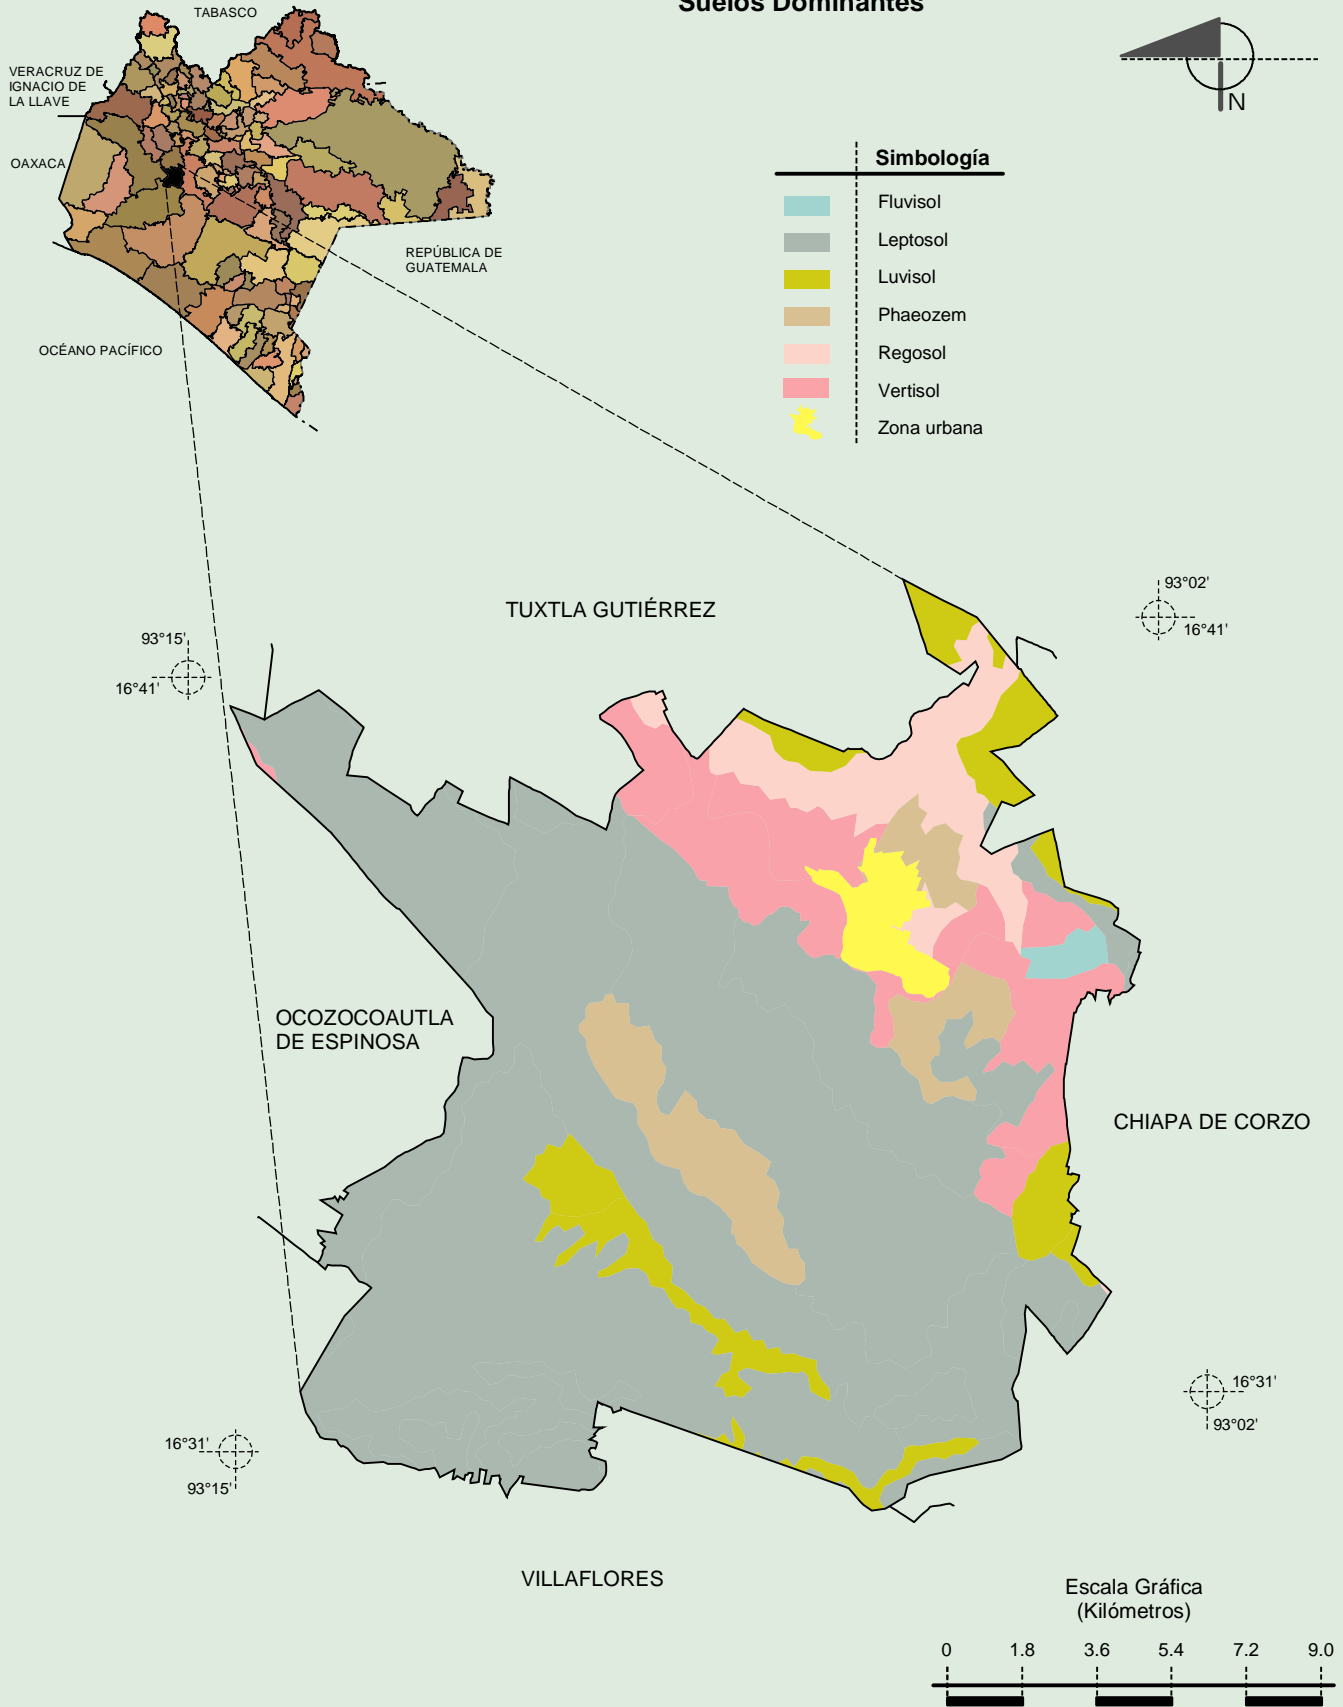 Suelos Dominantes
TABASCO
VERACRUZ DE
IGNACIO DE
LA LLAVE
OAXACA
REPÚBLICA DE
GUATEMALA
OCÉANO PACÍFICO
N
Simbología
Fluvisol
Leptosol
Luvisol
Phaeozem
Regosol
Vertisol
Zona urbana
TUXTLA GUTIÉRREZ
93°02'
16°41'
93°15'
16°41'
OCOZOCOAUTLA
DE ESPINOSA
CHIAPA DE CORZO
16°31'
93°02'
16°31'
93°15'
VILLAFLORES
Escala Gráfica
(Kilómetros)
0 1.8 3.6 5.4 7.2 9.0